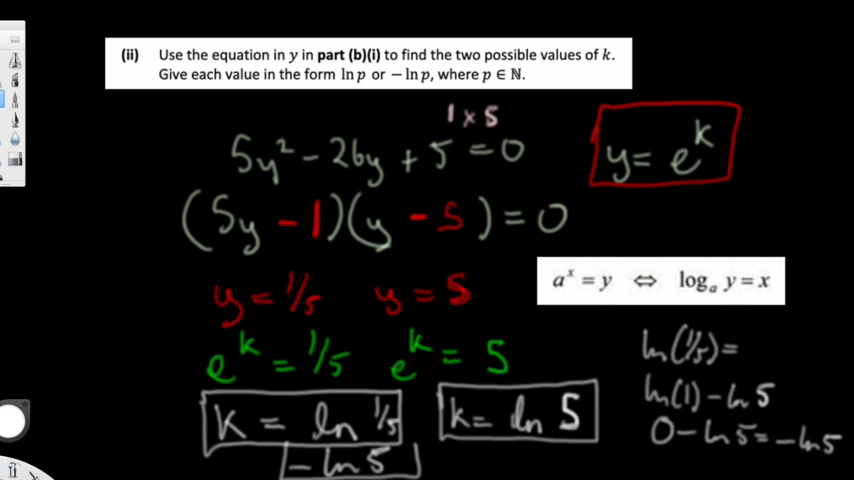 (ii) Use the equation in y in part (b)(i) to find the two possible values of k.
Give each value in the form ln p or − ln p, where p ∈ ℕ.
1 x 5
5y² - 26y + 5 = 0
y = e^k
(5y - 1)(y - 5) = 0
a^x = y ⇔ log_a y = x
y = 1/5 y = 5
ln(1/5) =
e^k = 1/5 e^k = 5
ln(1) - ln 5
k = ln 1/5 k = ln 5
0 - ln 5 = - ln 5
- ln 5